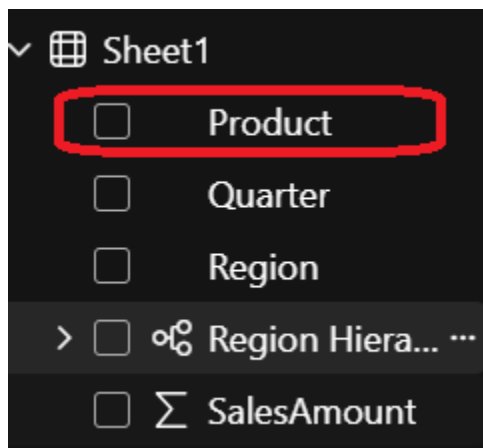 Sheet1
Product
Quarter
Region
Region Hiera... ...
Σ SalesAmount